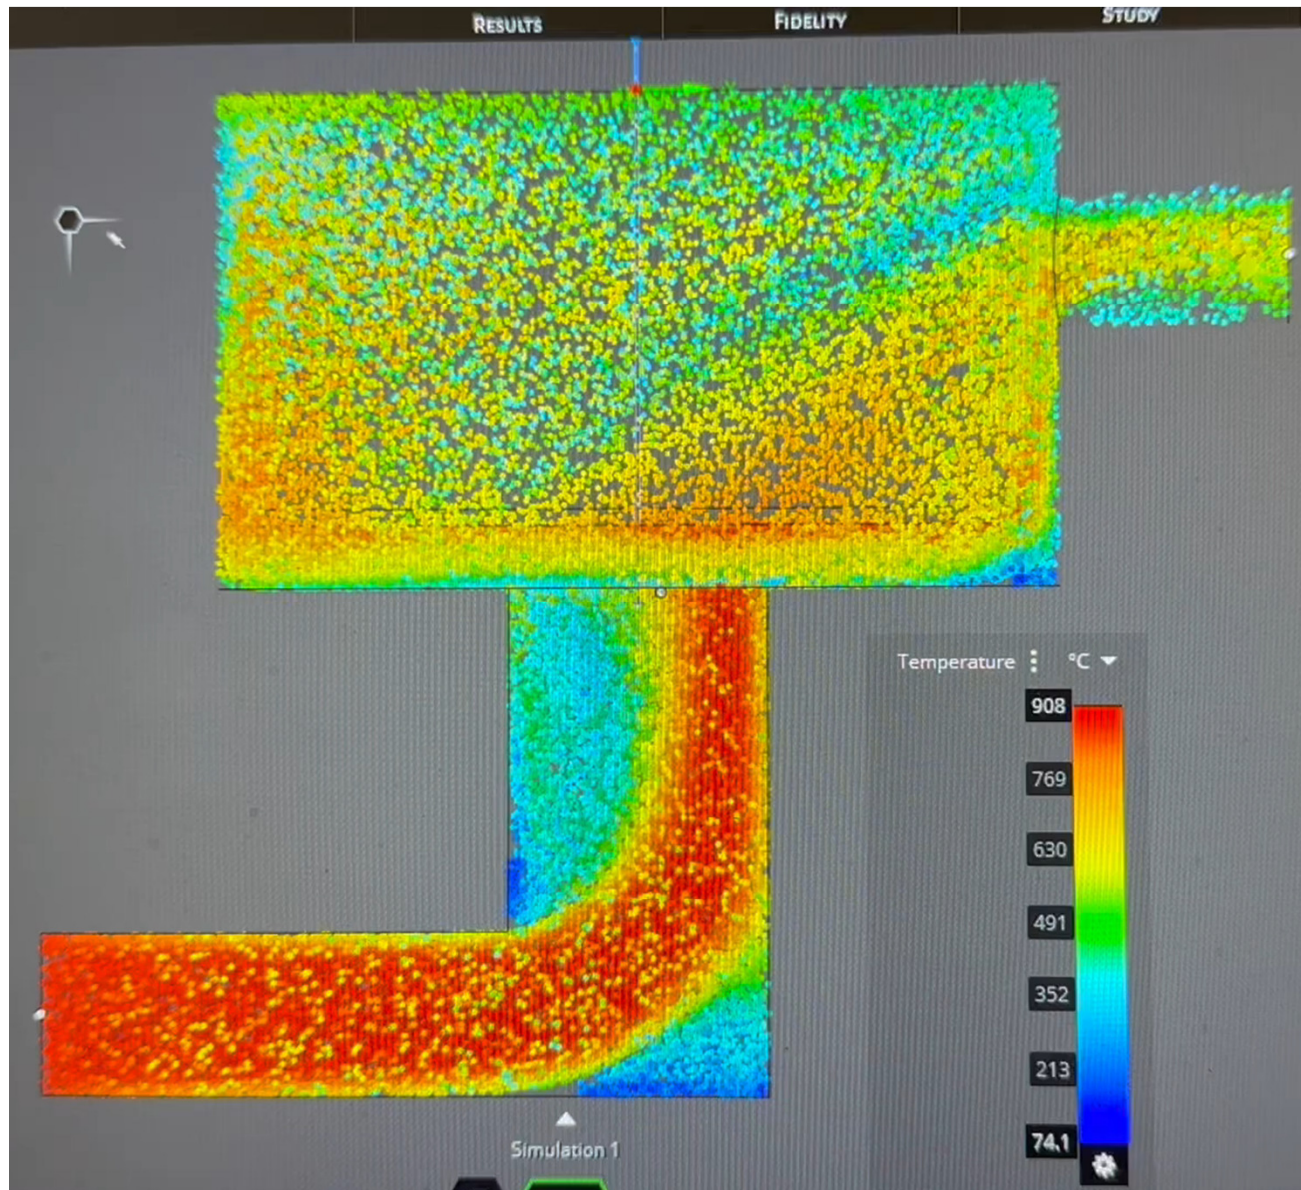 RESULTS
FIDELITY
STUDY
Temperature
°C
908
769
630
491
352
213
74.1
Simulation 1